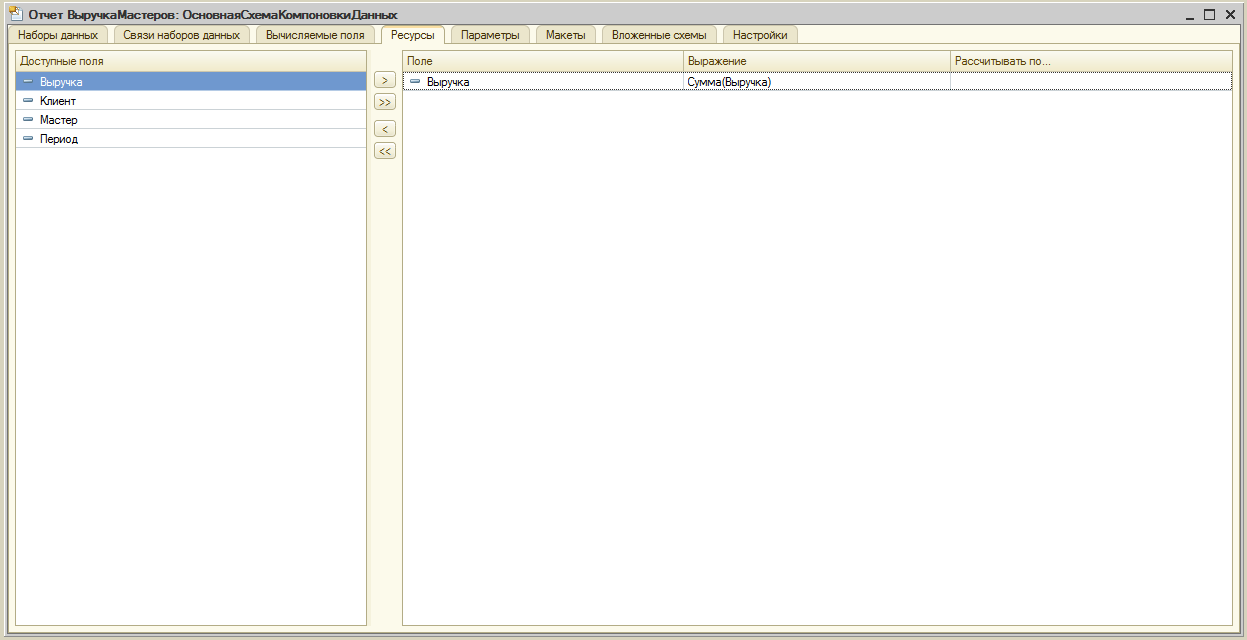 Отчет ВыручкаМастеров: ОсновнаяСхемаКомпоновкиДанных
Наборы данных Связи наборов данных Вычисляемые поля Ресурсы Параметры Макеты Вложенные схемы Настройки
Доступные поля Поле Выражение Рассчитывать по...
Выручка > Выручка Сумма(Выручка)
Клиент >>
Мастер
Период <
<<